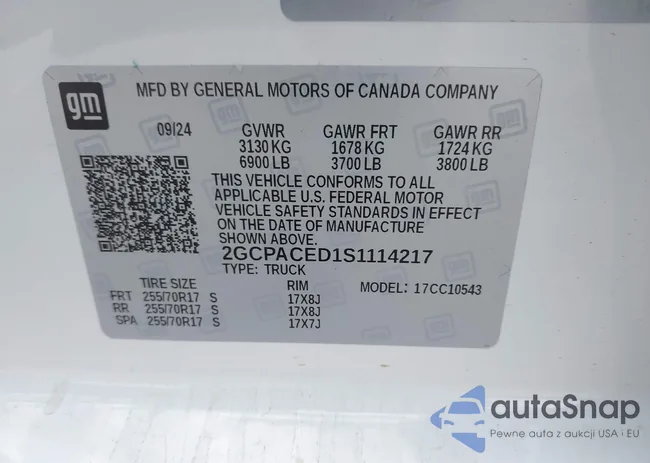 gm
MFD BY GENERAL MOTORS OF CANADA COMPANY
09/24 GVWR GAWR FRT GAWR RR
3130 KG 1678 KG 1724 KG
6900 LB 3700 LB 3800 LB
THIS VEHICLE CONFORMS TO ALL
APPLICABLE U.S. FEDERAL MOTOR
VEHICLE SAFETY STANDARDS IN EFFECT
ON THE DATE OF MANUFACTURE
SHOWN ABOVE.
2GCPACED1S1114217
TYPE: TRUCK
TIRE SIZE RIM MODEL: 17CC10543
FRT 255/70R17 S 17X8J
RR 255/70R17 S 17X8J
SPA 255/70R17 S 17X7J
autaSnap
Pewne auta z aukcji USA i EU